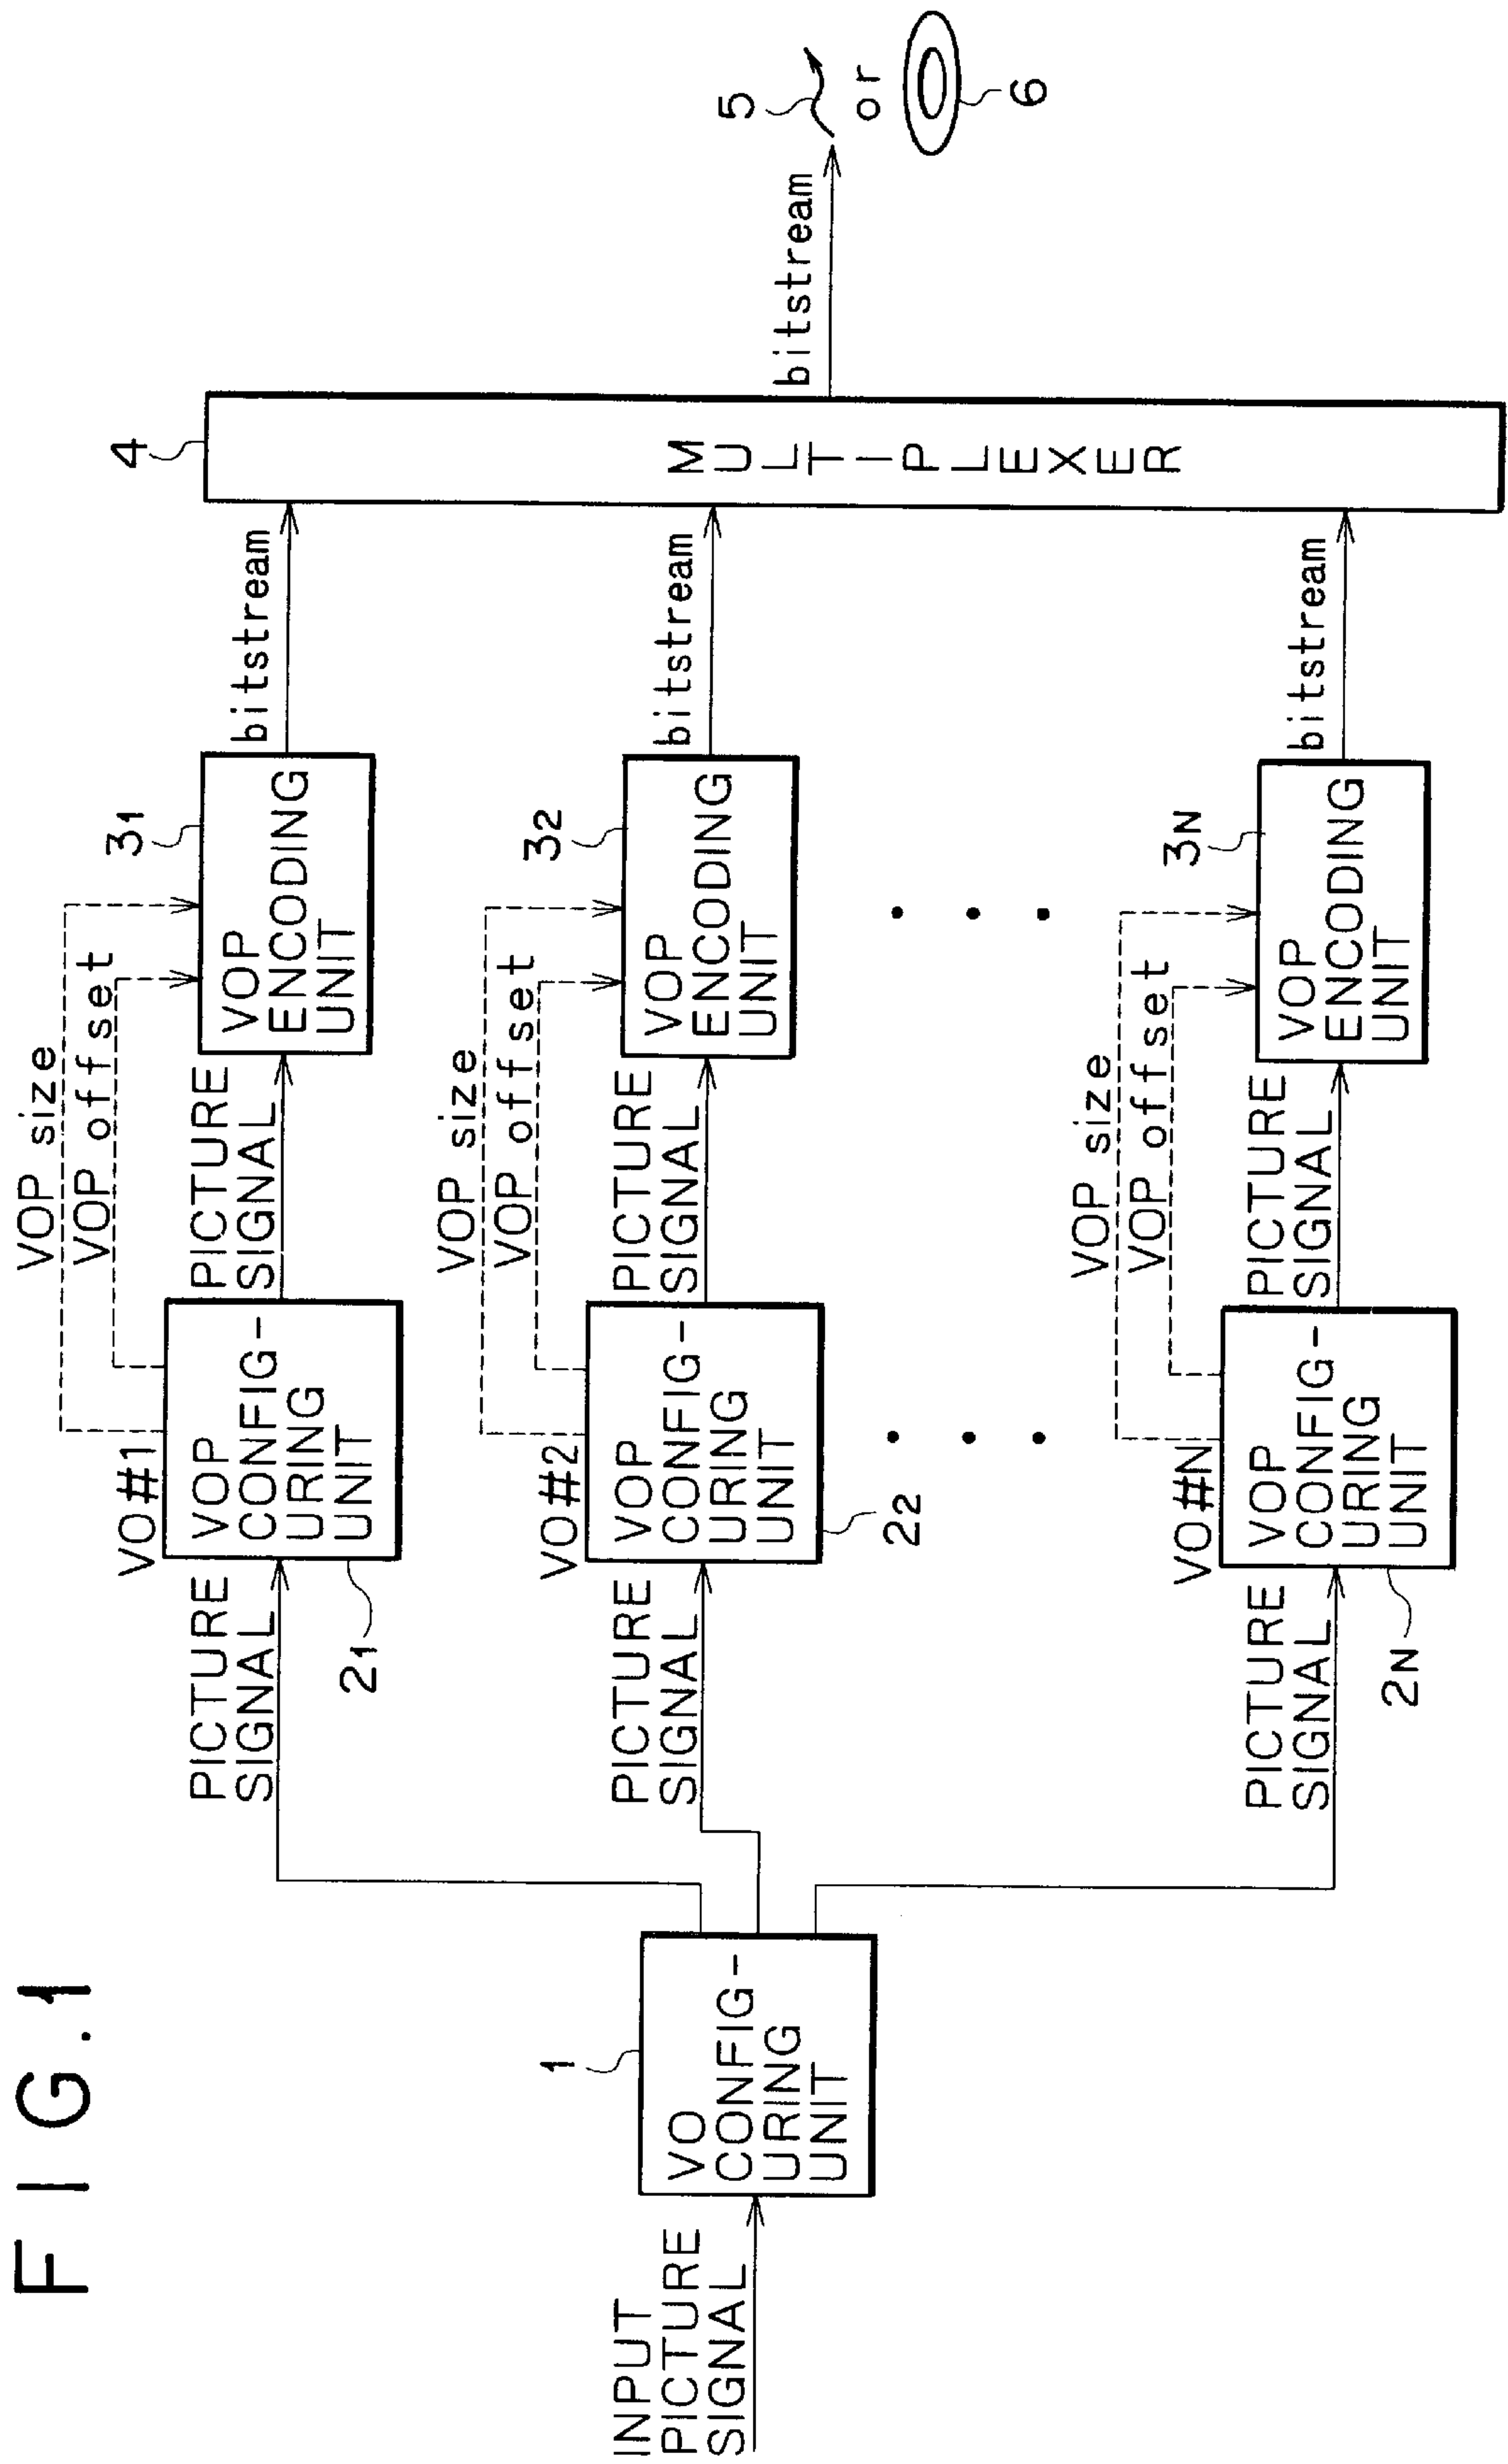 FIG.1
INPUT
PICTURE
SIGNAL
1
VO
CONFIG-
URING
UNIT
PICTURE
SIGNAL
21
VO#1
VOP
CONFIG-
URING
UNIT
VOP size
VOP offset
PICTURE
SIGNAL
31
VOP
ENCODING
UNIT
bitstream
PICTURE
SIGNAL
22
VO#2
VOP
CONFIG-
URING
UNIT
VOP size
VOP offset
PICTURE
SIGNAL
32
VOP
ENCODING
UNIT
bitstream
PICTURE
SIGNAL
2N
VO#N
VOP
CONFIG-
URING
UNIT
VOP size
VOP offset
PICTURE
SIGNAL
3N
VOP
ENCODING
UNIT
bitstream
4
MULTIPLEXER
bitstream
5
or
6